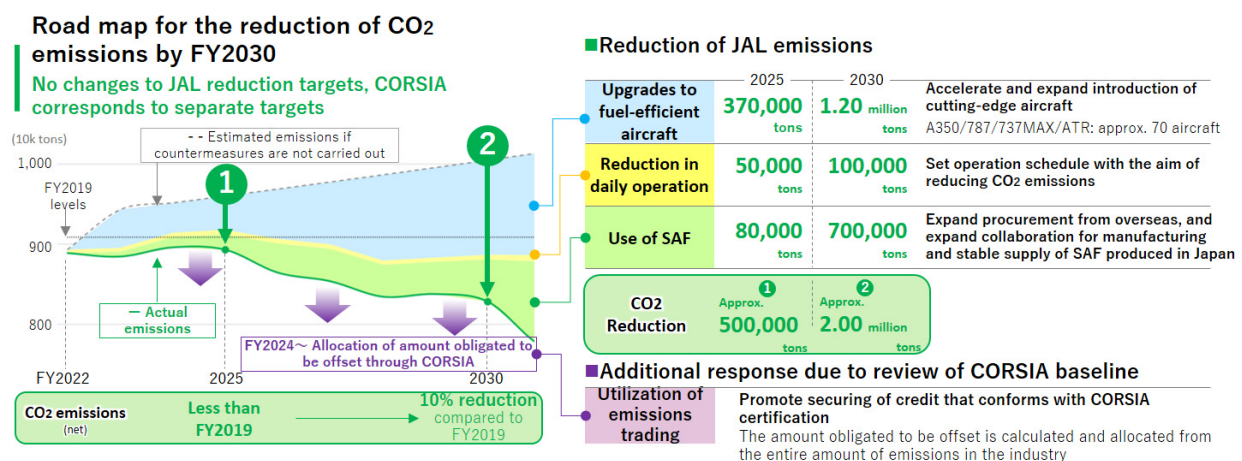 Road map for the reduction of CO2
emissions by FY2030
No changes to JAL reduction targets, CORSIA
corresponds to separate targets
(10k tons)
- - Estimated emissions if
countermeasures are not carried out
1,000
FY2019
levels
900
800
1
2
— Actual
emissions
FY2024～ Allocation of amount obligated to
be offset through CORSIA
FY2022
2025
2030
CO2 emissions
(net)
Less than
FY2019
10% reduction
compared to
FY2019
■Reduction of JAL emissions
2025
2030
Upgrades to
fuel-efficient
aircraft
370,000
tons
1.20 million
tons
Accelerate and expand introduction of
cutting-edge aircraft
A350/787/737MAX/ATR: approx. 70 aircraft
Reduction in
daily operation
50,000
tons
100,000
tons
Set operation schedule with the aim of
reducing CO2 emissions
Use of SAF
80,000
tons
700,000
tons
Expand procurement from overseas, and
expand collaboration for manufacturing
and stable supply of SAF produced in Japan
CO2
Reduction
1
Approx.
500,000
tons
2
Approx.
2.00 million
tons
■Additional response due to review of CORSIA baseline
Utilization of
emissions
trading
Promote securing of credit that conforms with CORSIA
certification
The amount obligated to be offset is calculated and allocated from
the entire amount of emissions in the industry